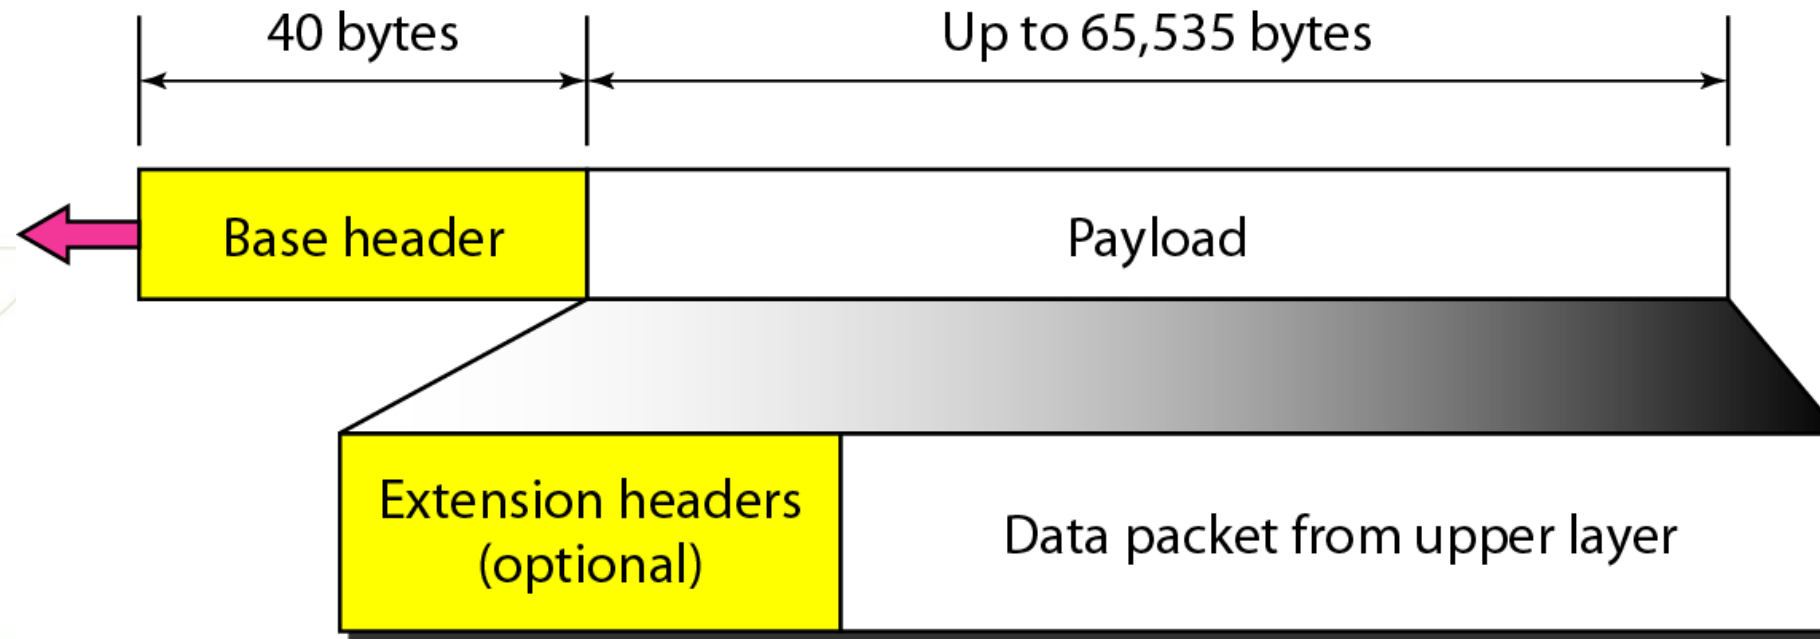 40 bytes
Up to 65,535 bytes
Base header
Payload
Extension headers
(optional)
Data packet from upper layer